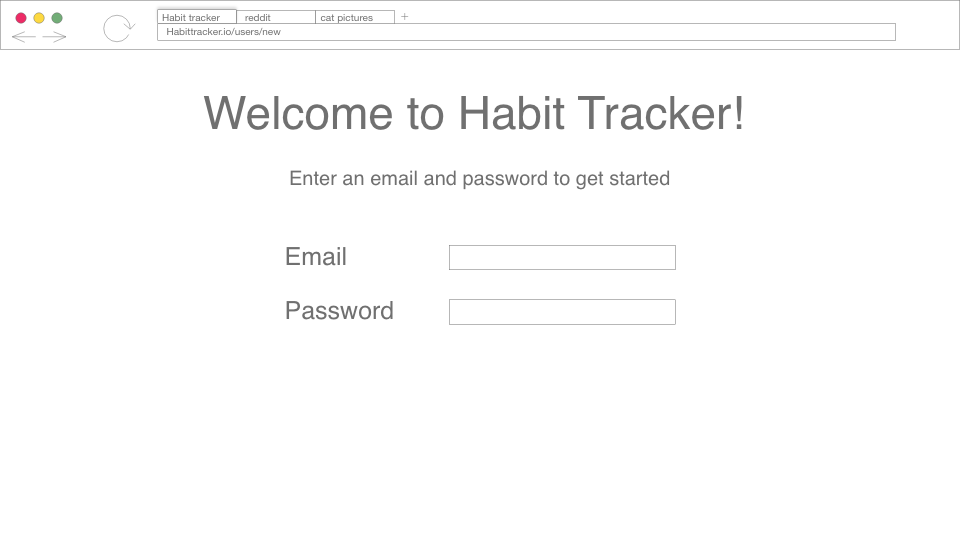 Habit tracker reddit cat pictures +
Habittracker.io/users/new
Welcome to Habit Tracker!
Enter an email and password to get started
Email
Password